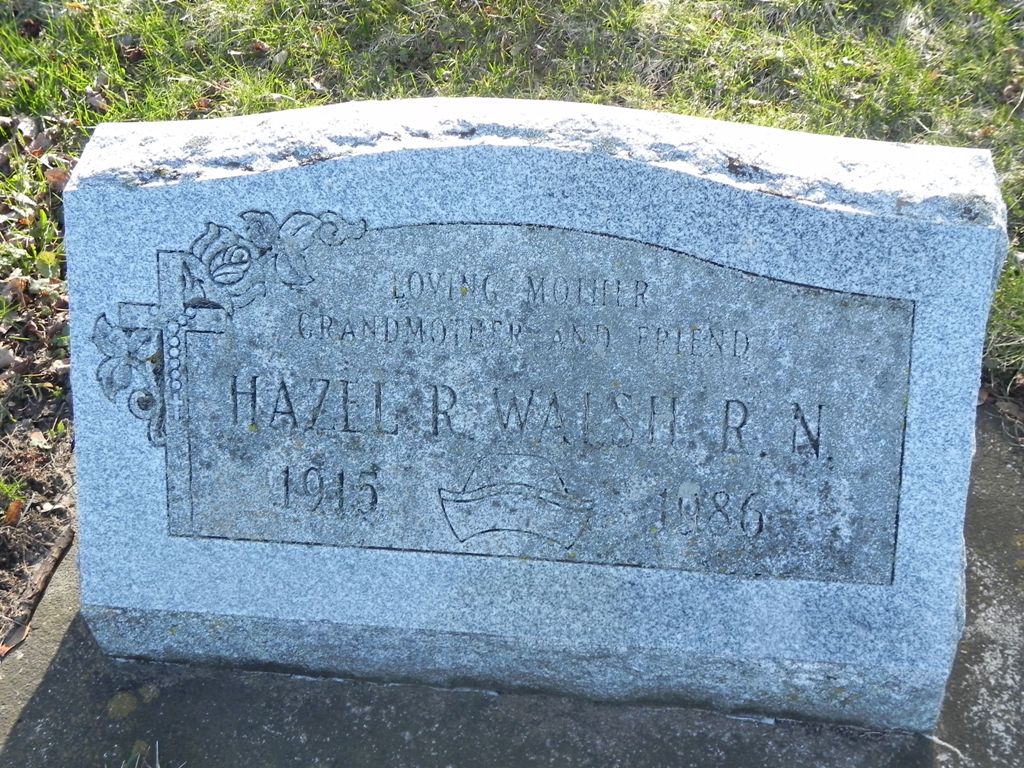 LOVING MOTHER
GRANDMOTHER AND FRIEND
HAZEL R. WALSH R. N.
1915 1986